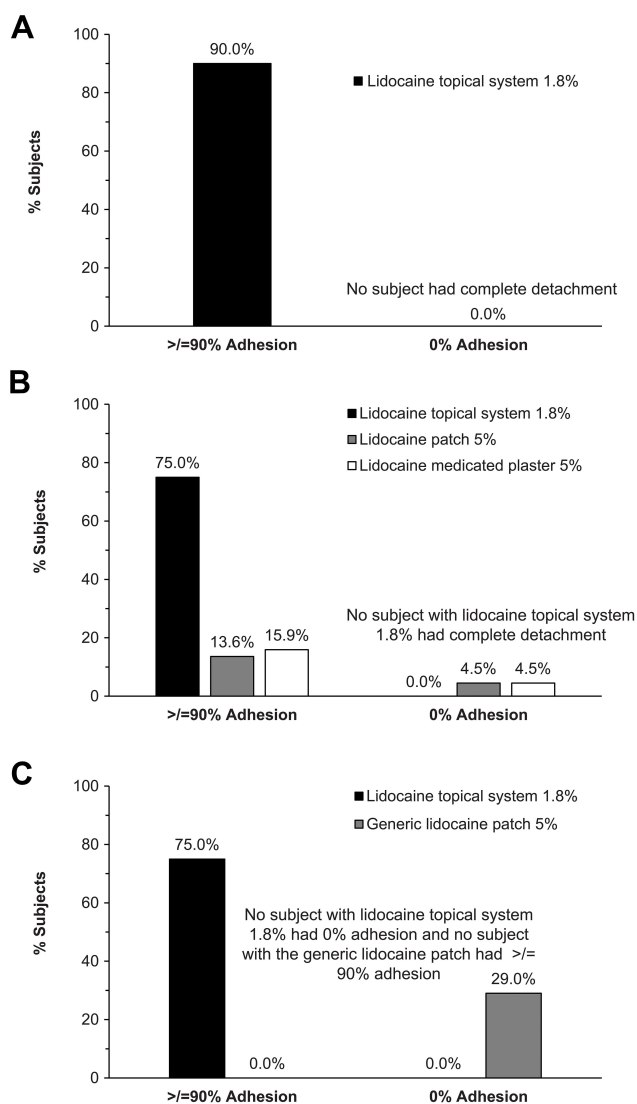 A
100
80
60
40
20
0
% Subjects
90.0%
Lidocaine topical system 1.8%
No subject had complete detachment
0.0%
>/=90% Adhesion
0% Adhesion
B
100
80
60
40
20
0
% Subjects
Lidocaine topical system 1.8%
Lidocaine patch 5%
Lidocaine medicated plaster 5%
75.0%
13.6%
15.9%
No subject with lidocaine topical system
1.8% had complete detachment
0.0%
4.5%
4.5%
>/=90% Adhesion
0% Adhesion
C
100
80
60
40
20
0
% Subjects
Lidocaine topical system 1.8%
Generic lidocaine patch 5%
75.0%
No subject with lidocaine topical system
1.8% had 0% adhesion and no subject
with the generic lidocaine patch had >/=
90% adhesion
29.0%
0.0%
0.0%
>/=90% Adhesion
0% Adhesion